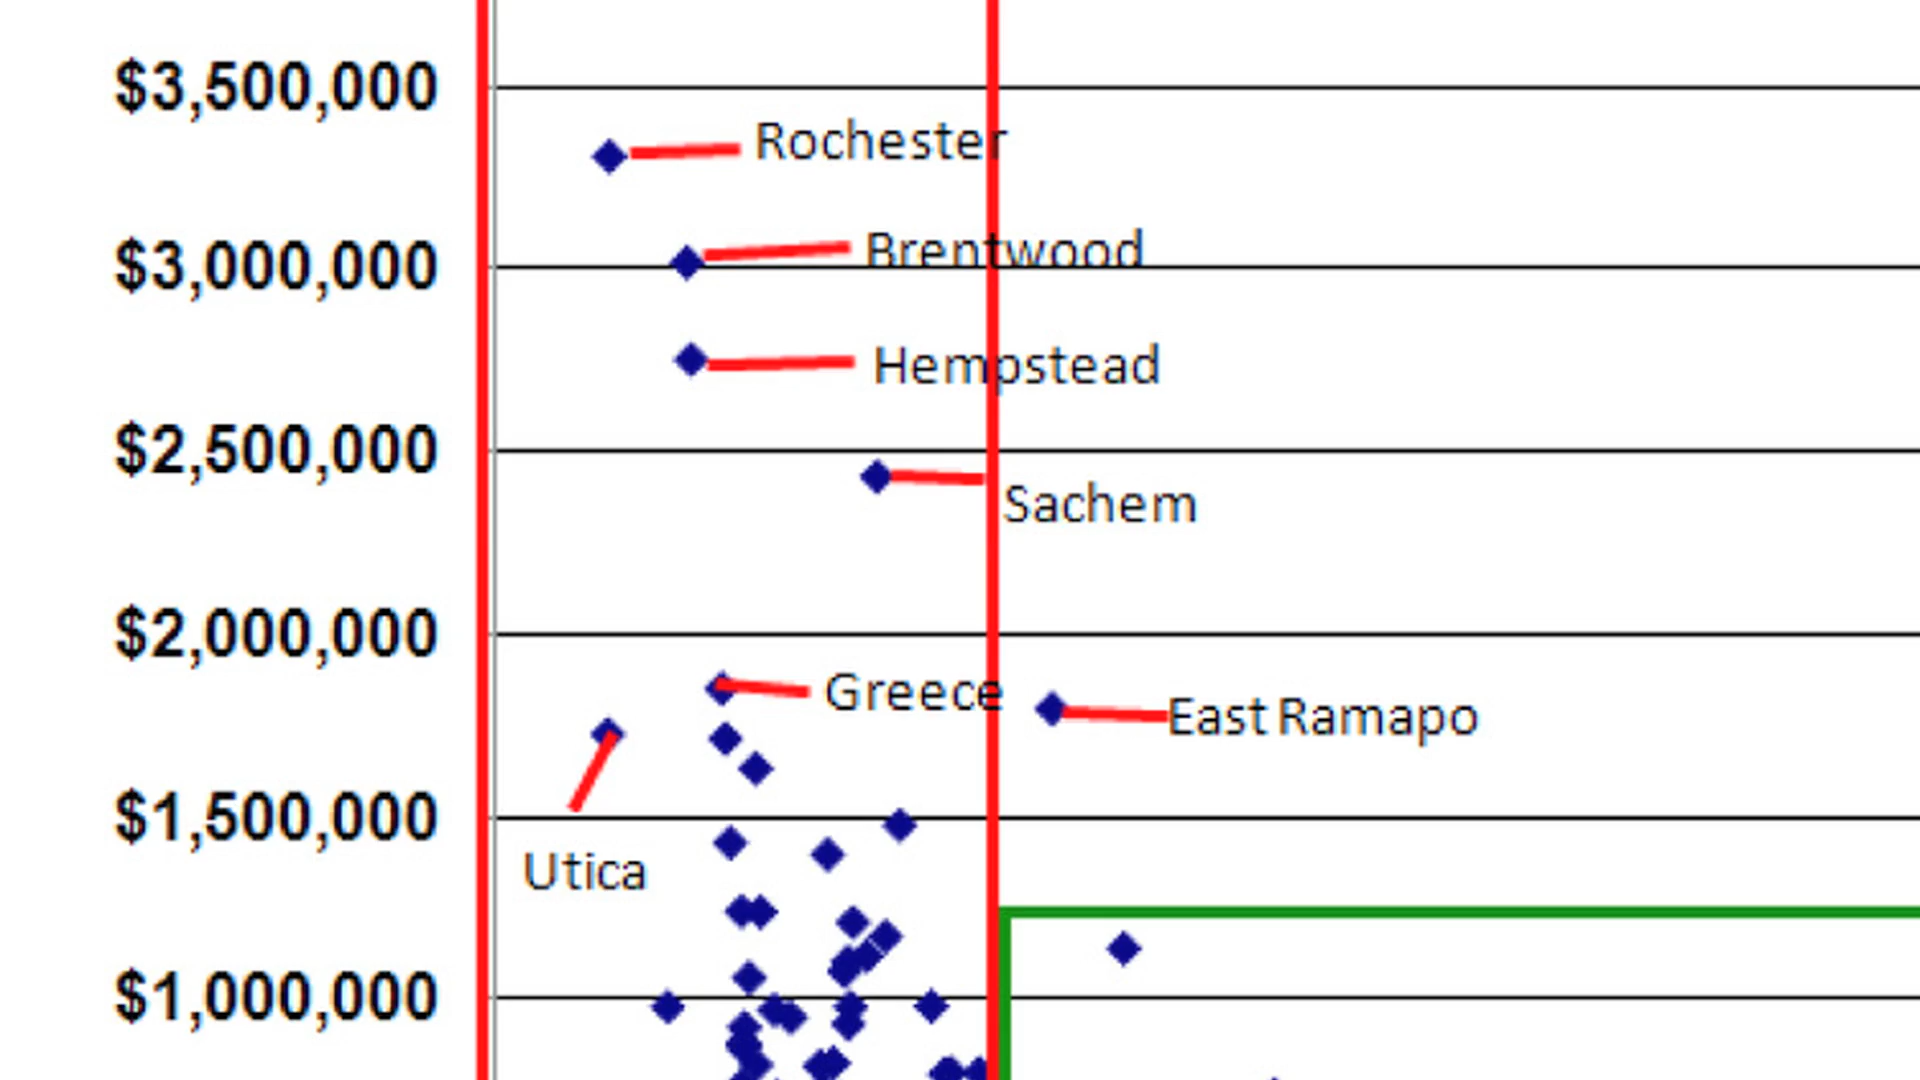 $3,500,000
Rochester
Brentwood
$3,000,000
Hempstead
$2,500,000
Sachem
$2,000,000
Greece
East Ramapo
$1,500,000
Utica
$1,000,000